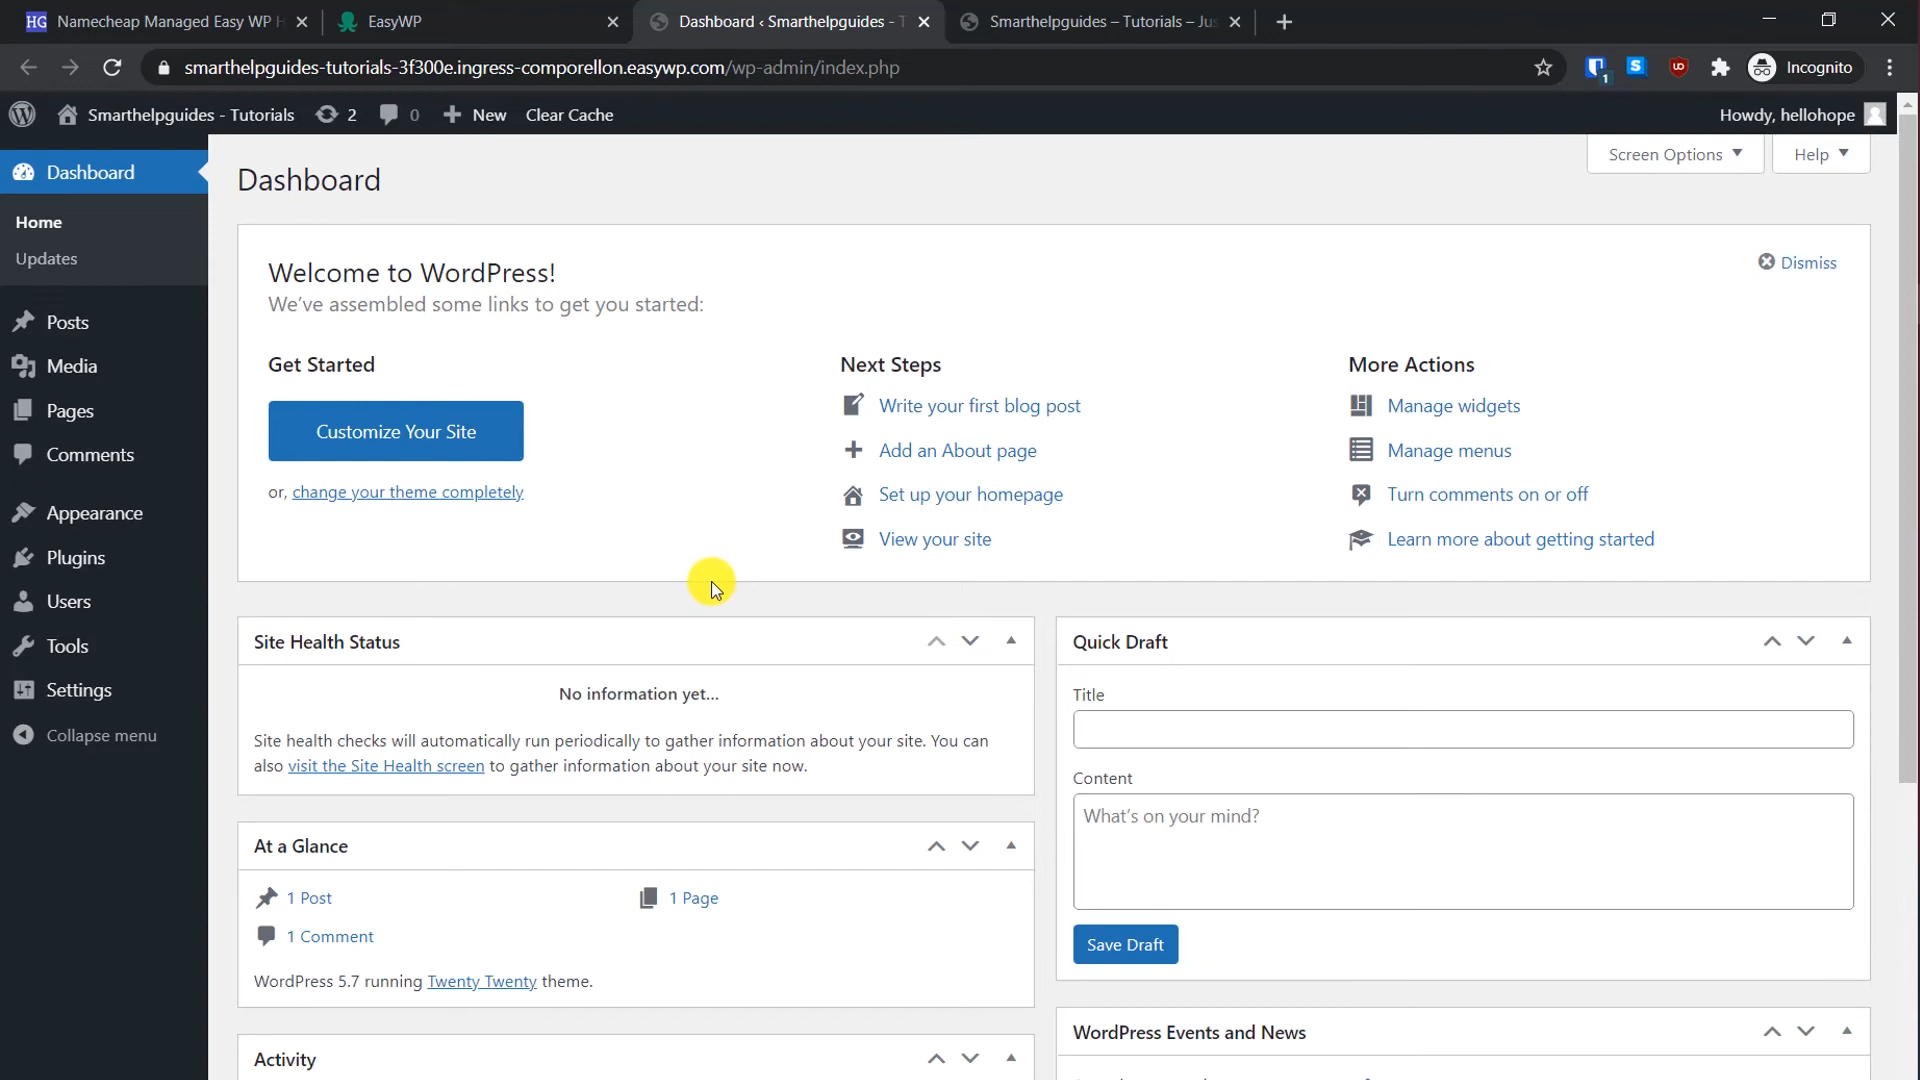 HG Namecheap Managed Easy WP H
EasyWP
Dashboard ‹ Smarthelpguides - T
Smarthelpguides – Tutorials – Jus
smarthelpguides-tutorials-3f300e.ingress-comporellon.easywp.com/wp-admin/index.php
1
S
Incognito
Smarthelpguides - Tutorials
2
0
New
Clear Cache
Howdy, hellohope
Dashboard
Home
Updates
Posts
Media
Pages
Comments
Appearance
Plugins
Users
Tools
Settings
Collapse menu
Dashboard
Screen Options
Help
Welcome to WordPress!
We've assembled some links to get you started:
Dismiss
Get Started
Customize Your Site
or, change your theme completely
Next Steps
Write your first blog post
Add an About page
Set up your homepage
View your site
More Actions
Manage widgets
Manage menus
Turn comments on or off
Learn more about getting started
Site Health Status
No information yet...
Site health checks will automatically run periodically to gather information about your site. You can
also visit the Site Health screen to gather information about your site now.
At a Glance
1 Post
1 Page
1 Comment
WordPress 5.7 running Twenty Twenty theme.
Activity
Quick Draft
Title
Content
What's on your mind?
Save Draft
WordPress Events and News